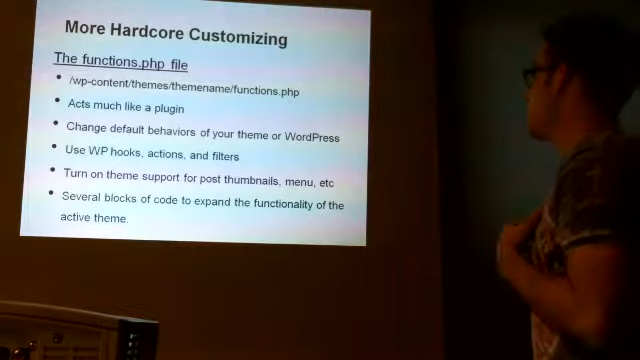 More Hardcore Customizing
The functions.php file
• /wp-content/themes/themename/functions.php
• Acts much like a plugin
• Change default behaviors of your theme or WordPress
• Use WP hooks, actions, and filters
• Turn on theme support for post thumbnails, menu, etc
• Several blocks of code to expand the functionality of the
active theme.